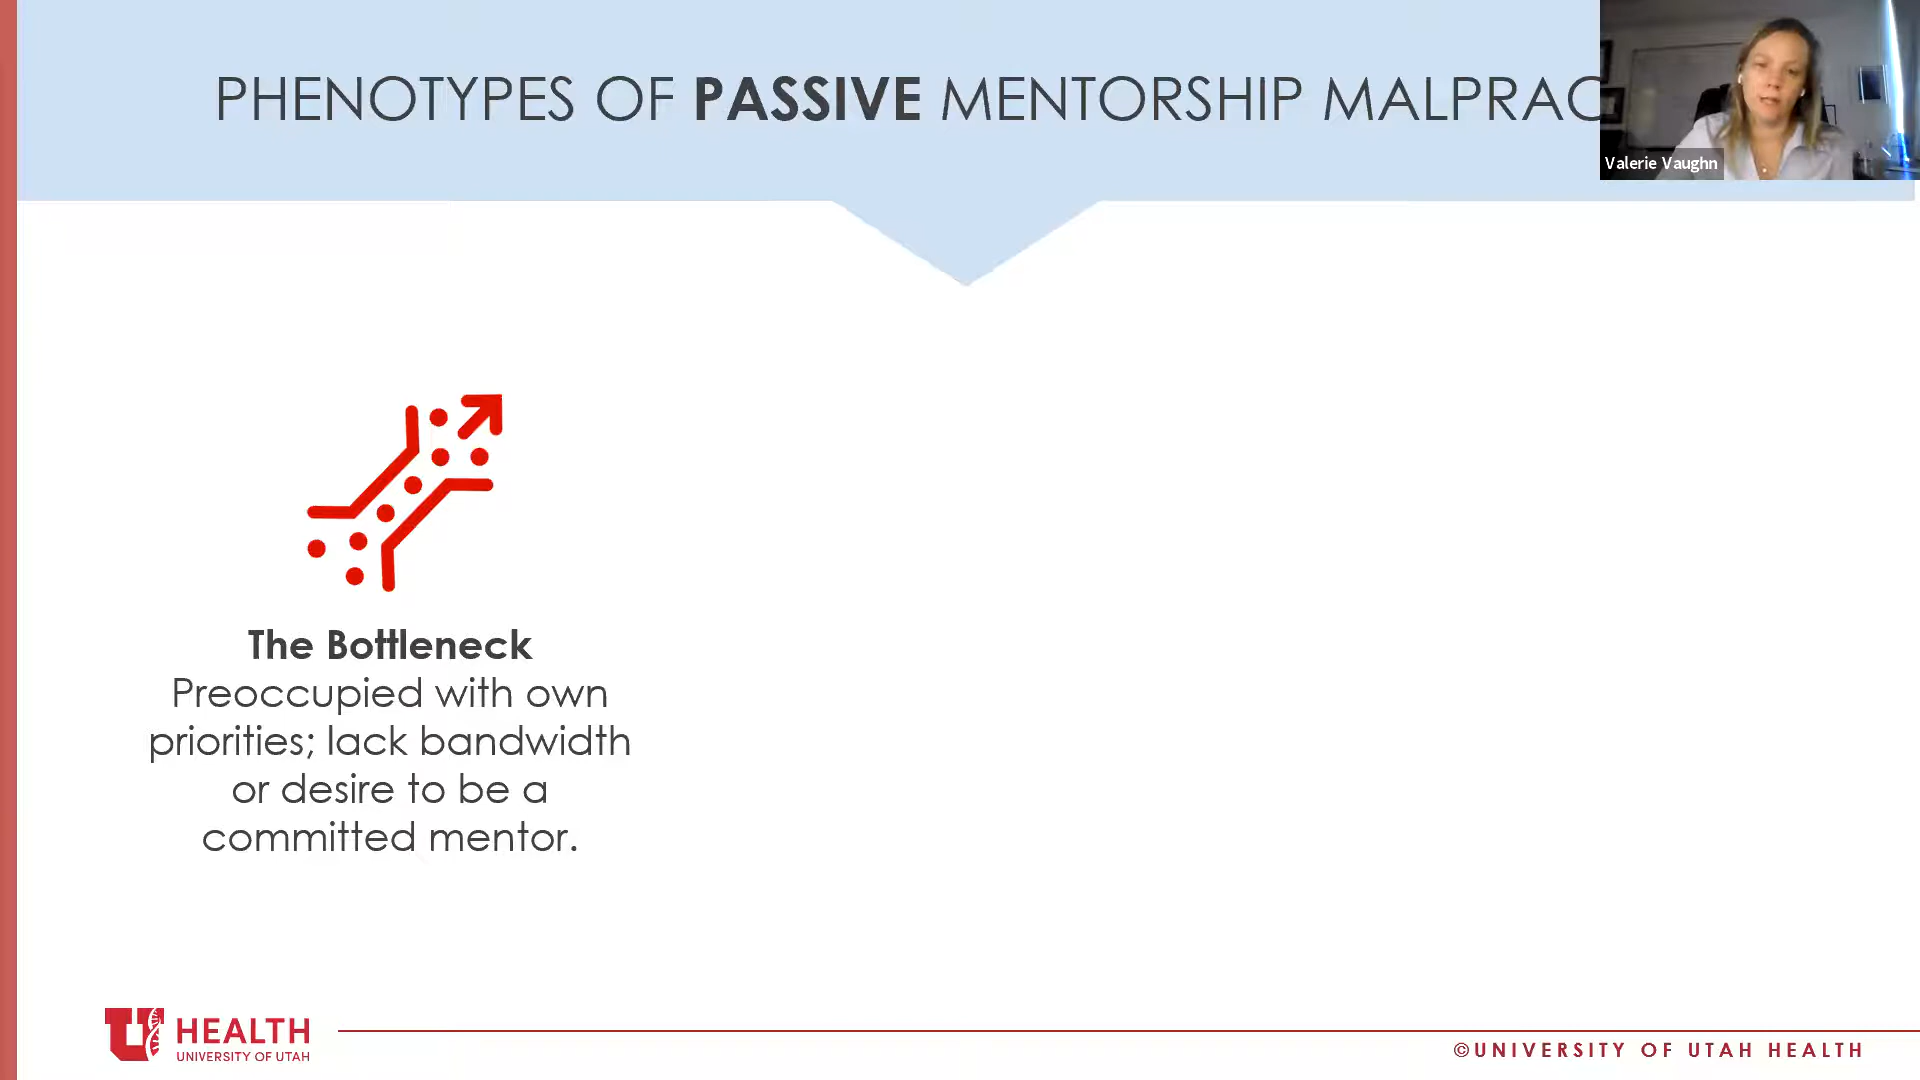 PHENOTYPES OF PASSIVE MENTORSHIP
Valerie Vaughn
The Bottleneck
Preoccupied with own
priorities; lack bandwidth
or desire to be a
committed mentor.
U HEALTH
UNIVERSITY OF UTAH
©UNIVERSITY OF UTAH HEALTH